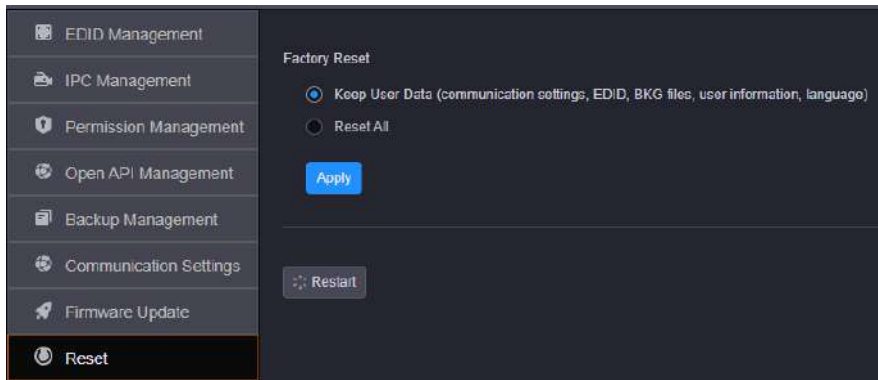 EDID Management
IPC Management
Permission Management
Open API Management
Backup Management
Communication Settings
Firmware Update
Reset
Factory Reset
Keep User Data (communication settings, EDID, BKG files, user information, language)
Reset All
Apply
Restart